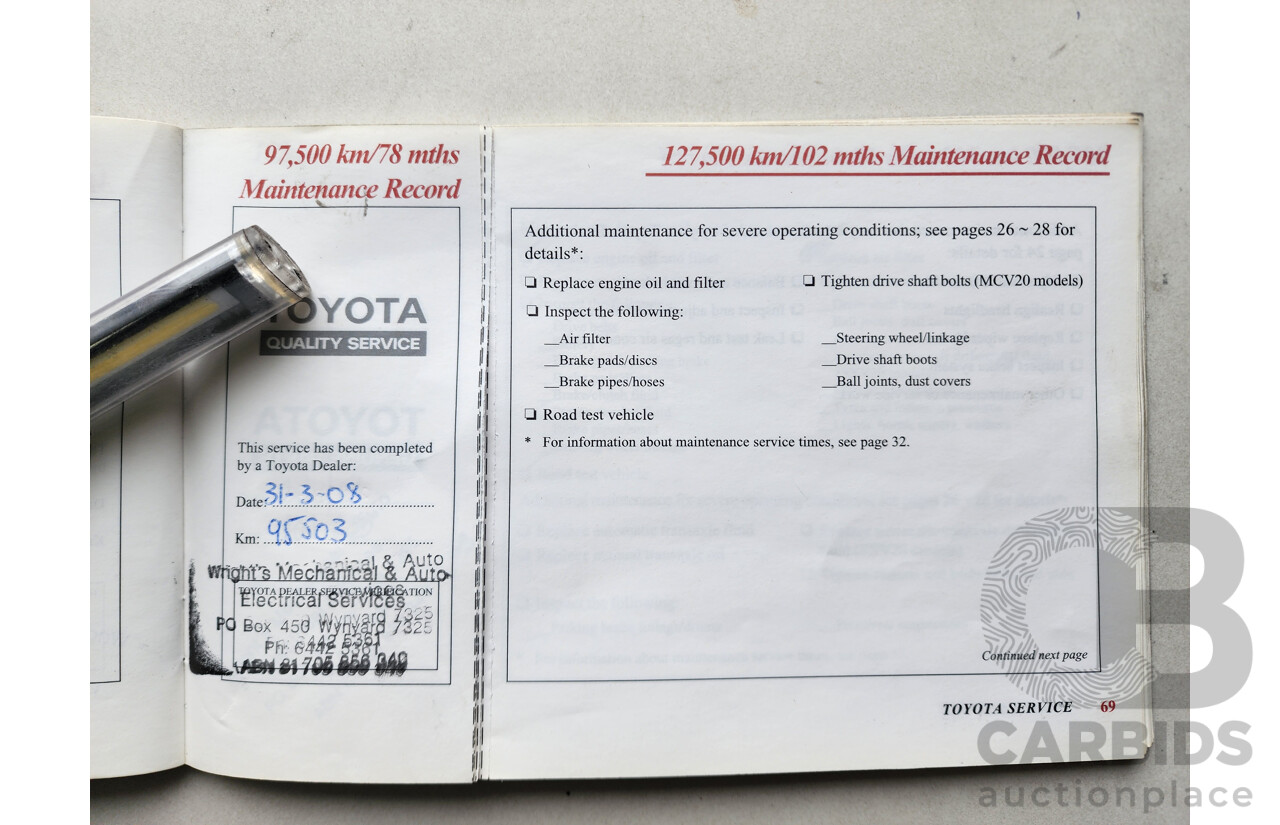 97,500 km/78 mths
Maintenance Record
TOYOTA
QUALITY SERVICE
This service has been completed
by a Toyota Dealer:
Date: 31-3-08
Km: 95503
Wright's Mechanical & Auto
TOYOTA DEALER SERVICE VERIFICATION
Electrical Services
PO Box 450 Wynyard 7325
Ph: 6442 5361
127,500 km/102 mths Maintenance Record
Additional maintenance for severe operating conditions; see pages 26 ~ 28 for
details*:
❏ Replace engine oil and filter
❏ Tighten drive shaft bolts (MCV20 models)
❏ Inspect the following:
__Air filter
__Steering wheel/linkage
__Brake pads/discs
__Drive shaft boots
__Brake pipes/hoses
__Ball joints, dust covers
❏ Road test vehicle
* For information about maintenance service times, see page 32.
Continued next page
TOYOTA SERVICE 69
CARBIDS
auctionplace